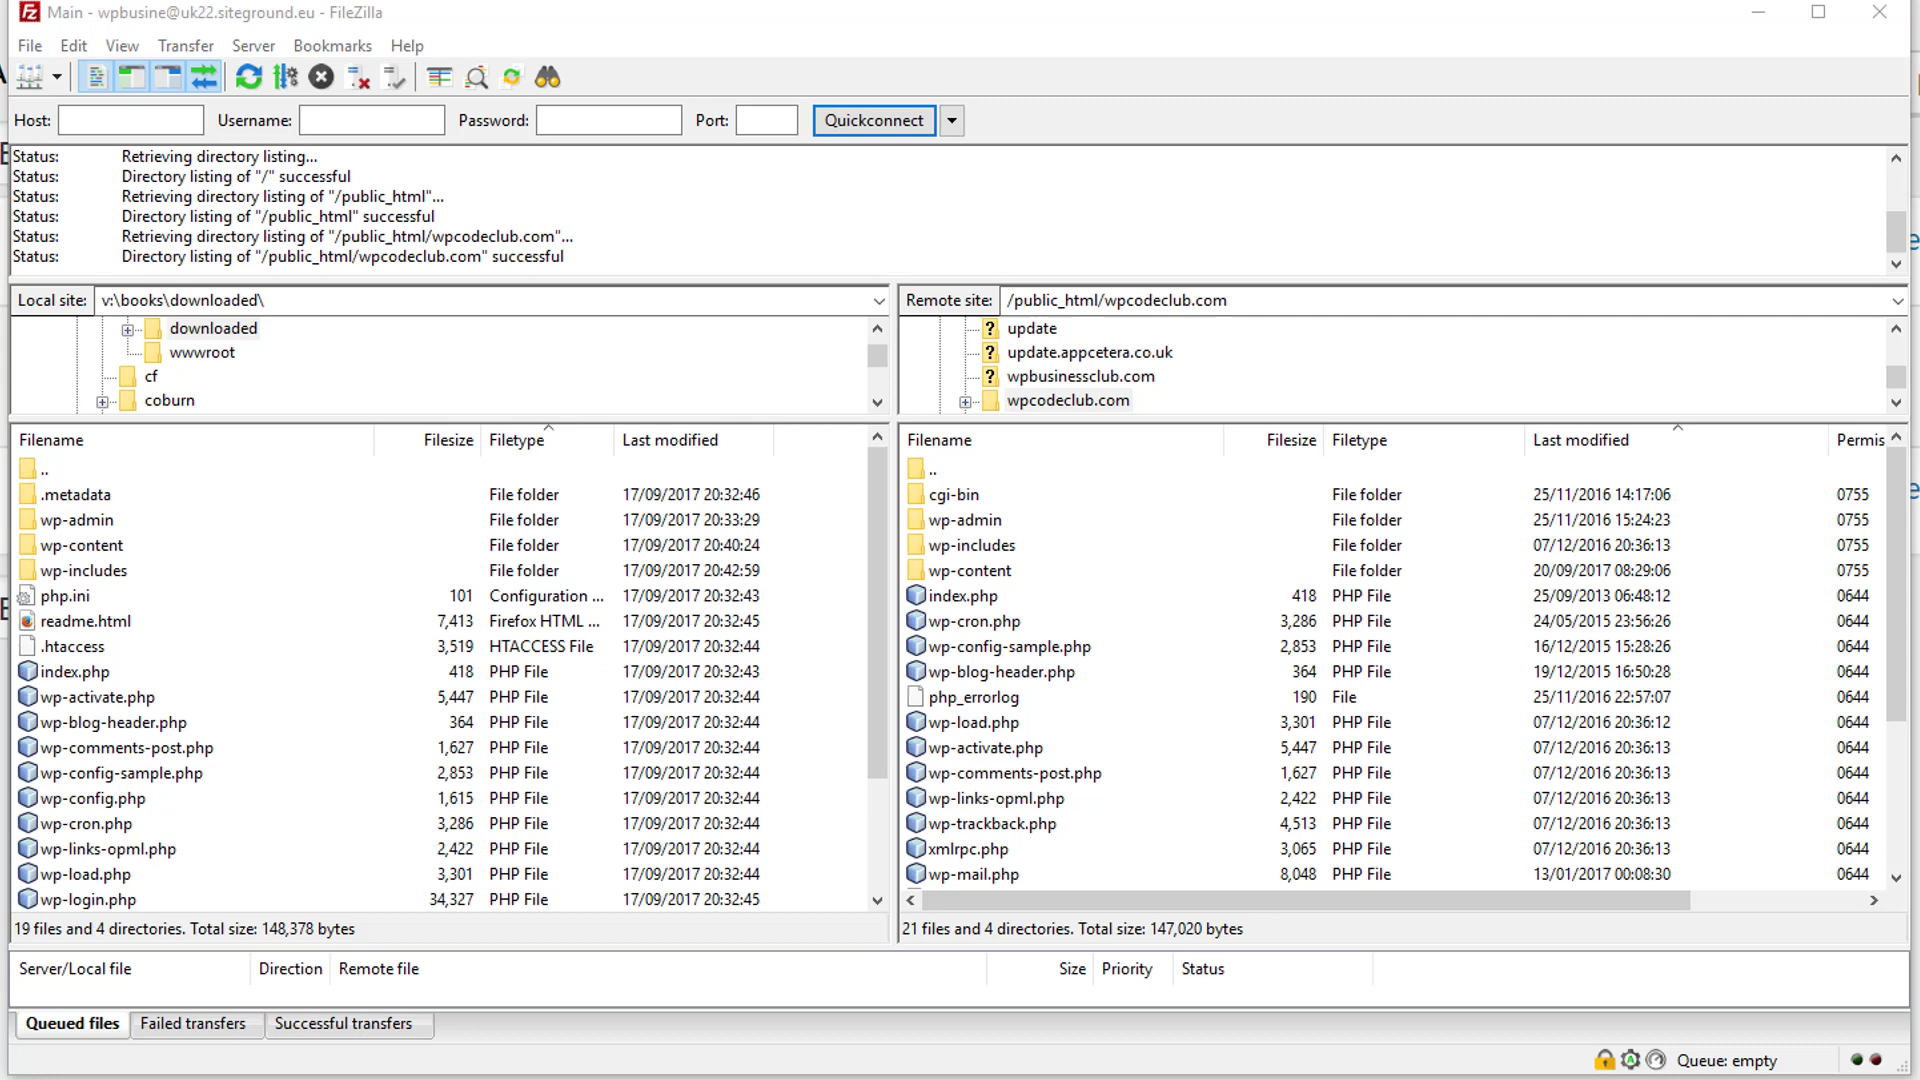 Main - wpbusine@uk22.siteground.eu - FileZilla
File Edit View Transfer Server Bookmarks Help
Host: Username: Password: Port: Quickconnect
Status: Retrieving directory listing...
Status: Directory listing of "/" successful
Status: Retrieving directory listing of "/public_html"...
Status: Directory listing of "/public_html" successful
Status: Retrieving directory listing of "/public_html/wpcodeclub.com"...
Status: Directory listing of "/public_html/wpcodeclub.com" successful
Local site: v:\books\downloaded\
downloaded
wwwroot
cf
coburn
Filename Filesize Filetype Last modified
..
.metadata File folder 17/09/2017 20:32:46
wp-admin File folder 17/09/2017 20:33:29
wp-content File folder 17/09/2017 20:40:24
wp-includes File folder 17/09/2017 20:42:59
php.ini 101 Configuration ... 17/09/2017 20:32:43
readme.html 7,413 Firefox HTML ... 17/09/2017 20:32:45
.htaccess 3,519 HTACCESS File 17/09/2017 20:32:44
index.php 418 PHP File 17/09/2017 20:32:43
wp-activate.php 5,447 PHP File 17/09/2017 20:32:44
wp-blog-header.php 364 PHP File 17/09/2017 20:32:44
wp-comments-post.php 1,627 PHP File 17/09/2017 20:32:44
wp-config-sample.php 2,853 PHP File 17/09/2017 20:32:44
wp-config.php 1,615 PHP File 17/09/2017 20:32:44
wp-cron.php 3,286 PHP File 17/09/2017 20:32:44
wp-links-opml.php 2,422 PHP File 17/09/2017 20:32:44
wp-load.php 3,301 PHP File 17/09/2017 20:32:44
wp-login.php 34,327 PHP File 17/09/2017 20:32:45
19 files and 4 directories. Total size: 148,378 bytes
Remote site: /public_html/wpcodeclub.com
update
update.appcetera.co.uk
wpbusinessclub.com
wpcodeclub.com
Filename Filesize Filetype Last modified Permis
..
cgi-bin File folder 25/11/2016 14:17:06 0755
wp-admin File folder 25/11/2016 15:24:23 0755
wp-includes File folder 07/12/2016 20:36:13 0755
wp-content File folder 20/09/2017 08:29:06 0755
index.php 418 PHP File 25/09/2013 06:48:12 0644
wp-cron.php 3,286 PHP File 24/05/2015 23:56:26 0644
wp-config-sample.php 2,853 PHP File 16/12/2015 15:28:26 0644
wp-blog-header.php 364 PHP File 19/12/2015 16:50:28 0644
php_errorlog 190 File 25/11/2016 22:57:07 0644
wp-load.php 3,301 PHP File 07/12/2016 20:36:12 0644
wp-activate.php 5,447 PHP File 07/12/2016 20:36:13 0644
wp-comments-post.php 1,627 PHP File 07/12/2016 20:36:13 0644
wp-links-opml.php 2,422 PHP File 07/12/2016 20:36:13 0644
wp-trackback.php 4,513 PHP File 07/12/2016 20:36:13 0644
xmlrpc.php 3,065 PHP File 07/12/2016 20:36:13 0644
wp-mail.php 8,048 PHP File 13/01/2017 00:08:30 0644
21 files and 4 directories. Total size: 147,020 bytes
Server/Local file Direction Remote file Size Priority Status
Queued files Failed transfers Successful transfers
Queue: empty